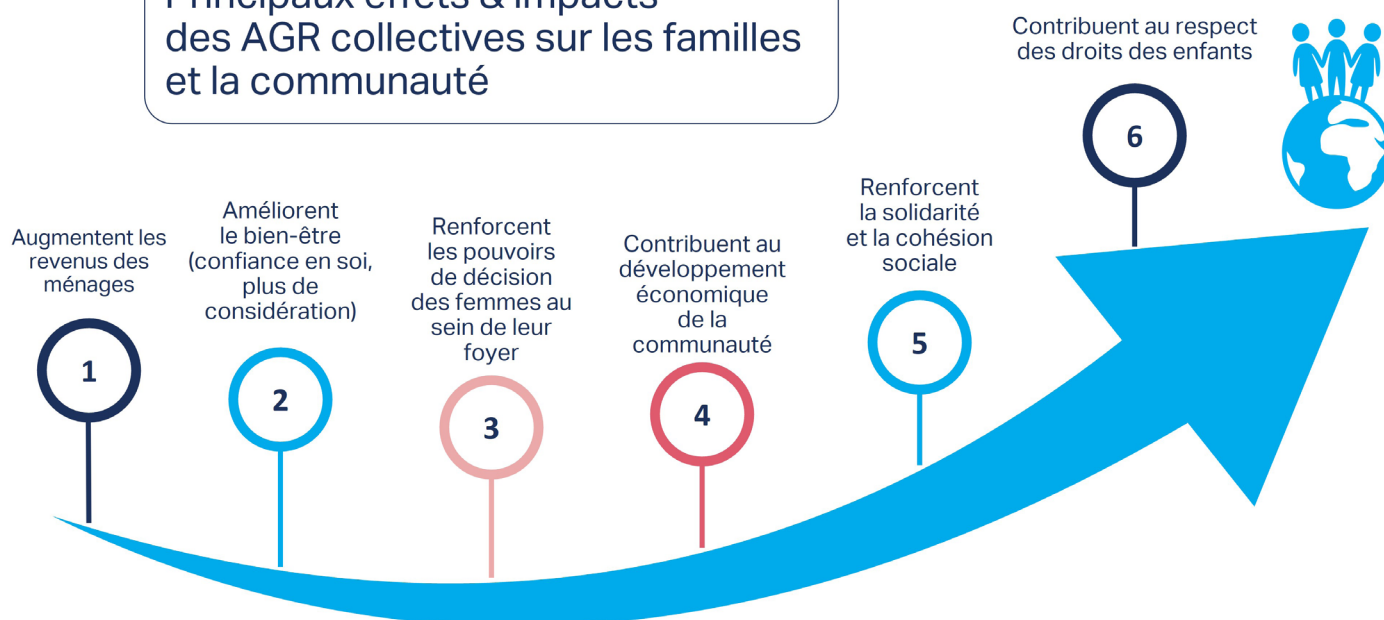 Principaux effets & impacts
des AGR collectives sur les familles
et la communauté
Augmentent les
revenus des
ménages
1
Améliorent
le bien-être
(confiance en soi,
plus de
considération)
2
Renforcent
les pouvoirs
de décision
des femmes au
sein de leur
foyer
3
Contribuent au
développement
économique
de la
communauté
4
Renforcent
la solidarité
et la cohésion
sociale
5
Contribuent au respect
des droits des enfants
6